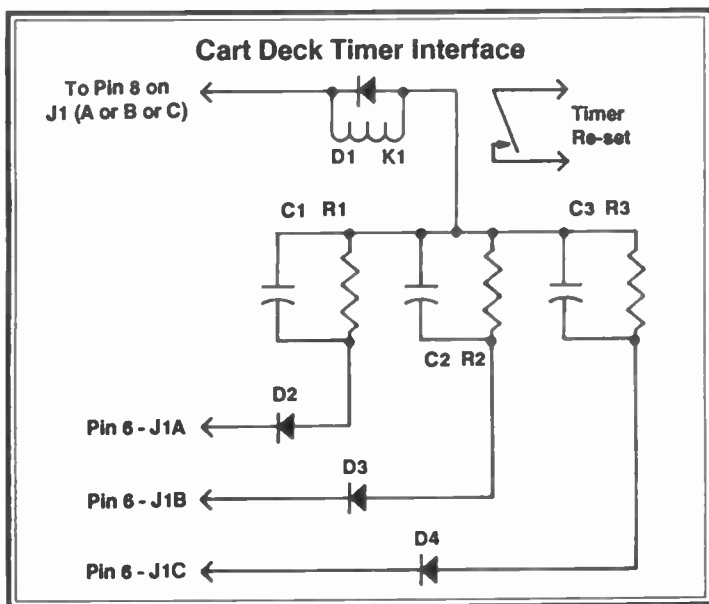 Cart Deck Timer Interface
To Pin 8 on
J1 (A or B or C)
Timer
Re-set
D1 K1
C1 R1
C3 R3
C2 R2
D2
Pin 6 - J1A
D3
Pin 6 - J1B
D4
Pin 6 - J1C